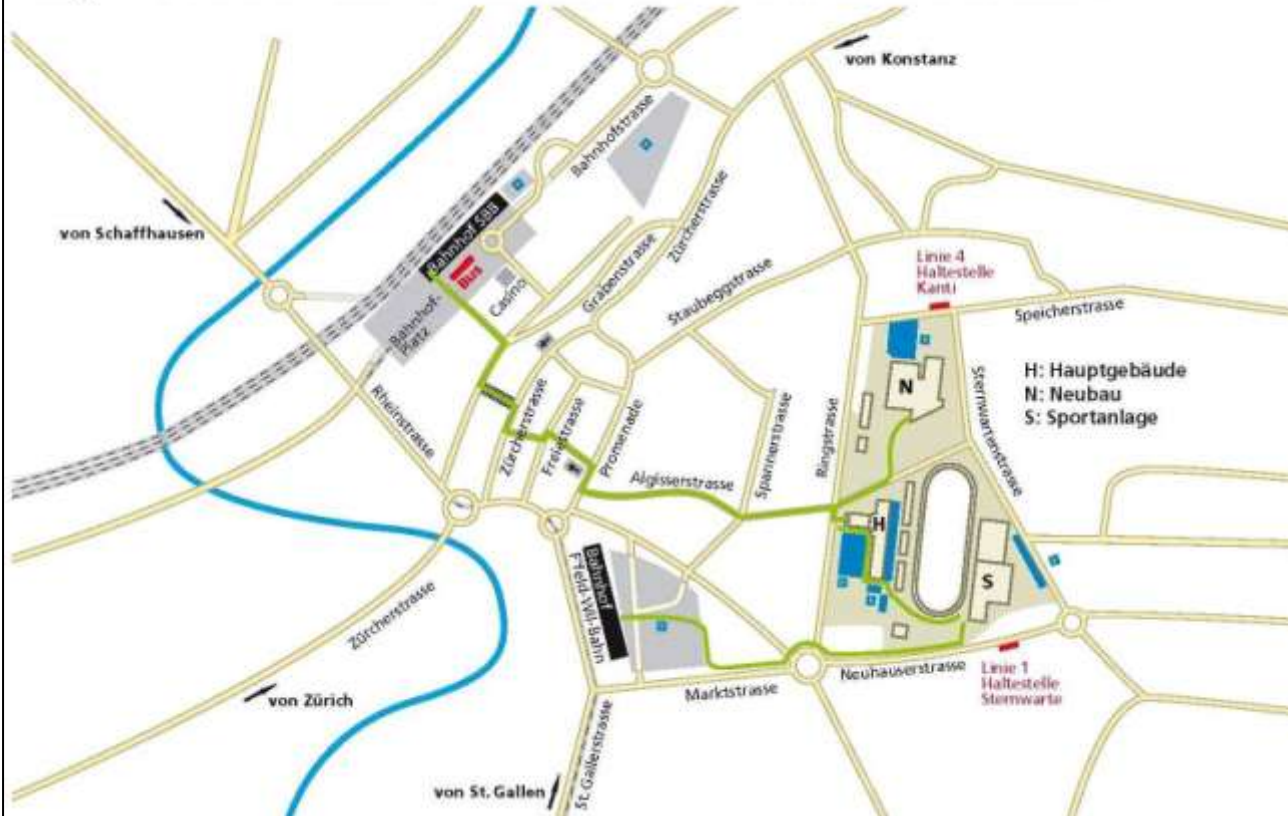 von Konstanz
Bahnhofstrasse
von Schaffhausen
Bahnhof SBB
Bus
Casino
Bahnhof-
Platz
Grabenstrasse
Zürcherstrasse
Staubeggstrasse
Linie 4
Haltestelle
Kanti
Speicherstrasse
H: Hauptgebäude
N: Neubau
S: Sportanlage
N
Sternwartenstrasse
Rheinstrasse
Zürcherstrasse
Freiestrasse
Promenade
Algisserstrasse
Spannerstrasse
Ringstrasse
H
S
Bahnhof
F'feld-Wil-Bahn
Zürcherstrasse
Neuhauserstrasse
Linie 1
Haltestelle
Sternwarte
Marktstrasse
von Zürich
St. Gallerstrasse
von St. Gallen